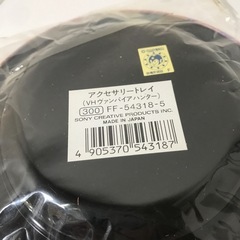 アクセサリートレイ
(VHヴァンパイアハンター)
300 FF-54318-5
SONY CREATIVE PRODUCTS INC.
MADE IN JAPAN
4 905370 543187